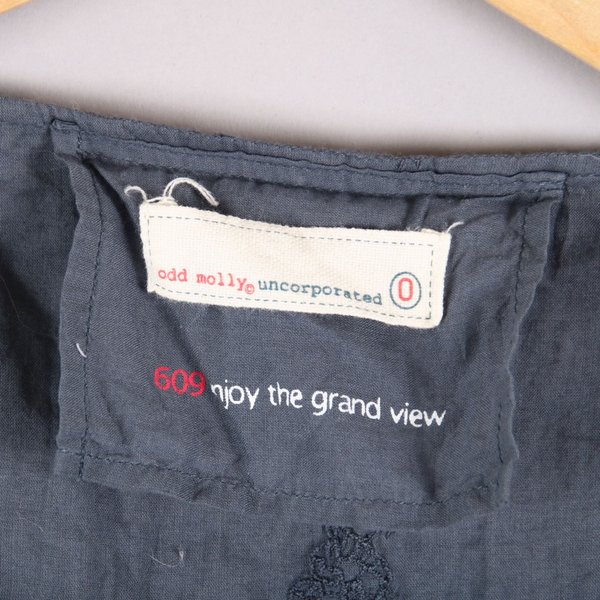 odd molly© uncorporated 0
609 njoy the grand view